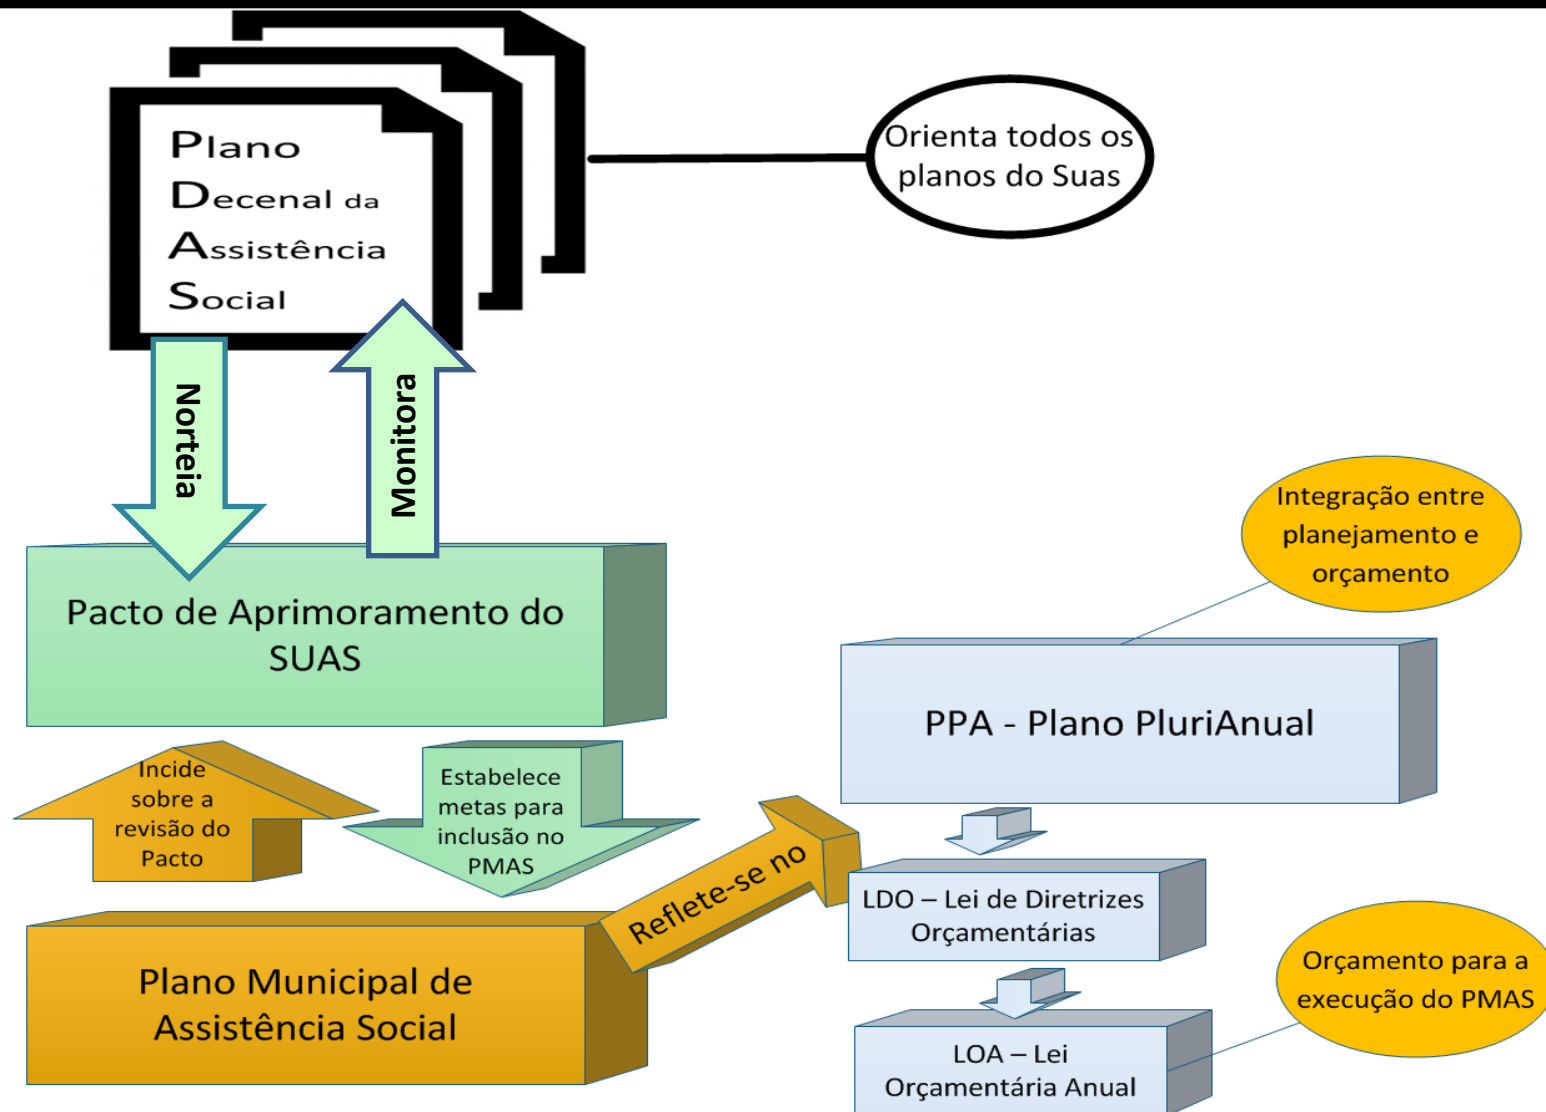 Plano
Decenal da
Assistência
Social
Orienta todos os
planos do Suas
Norteia
Monitora
Pacto de Aprimoramento do
SUAS
Integração entre
planejamento e
orçamento
PPA - Plano PluriAnual
Incide
sobre a
revisão do
Pacto
Estabelece
metas para
inclusão no
PMAS
Reflete-se no
LDO – Lei de Diretrizes
Orçamentárias
Plano Municipal de
Assistência Social
Orçamento para a
execução do PMAS
LOA – Lei
Orçamentária Anual